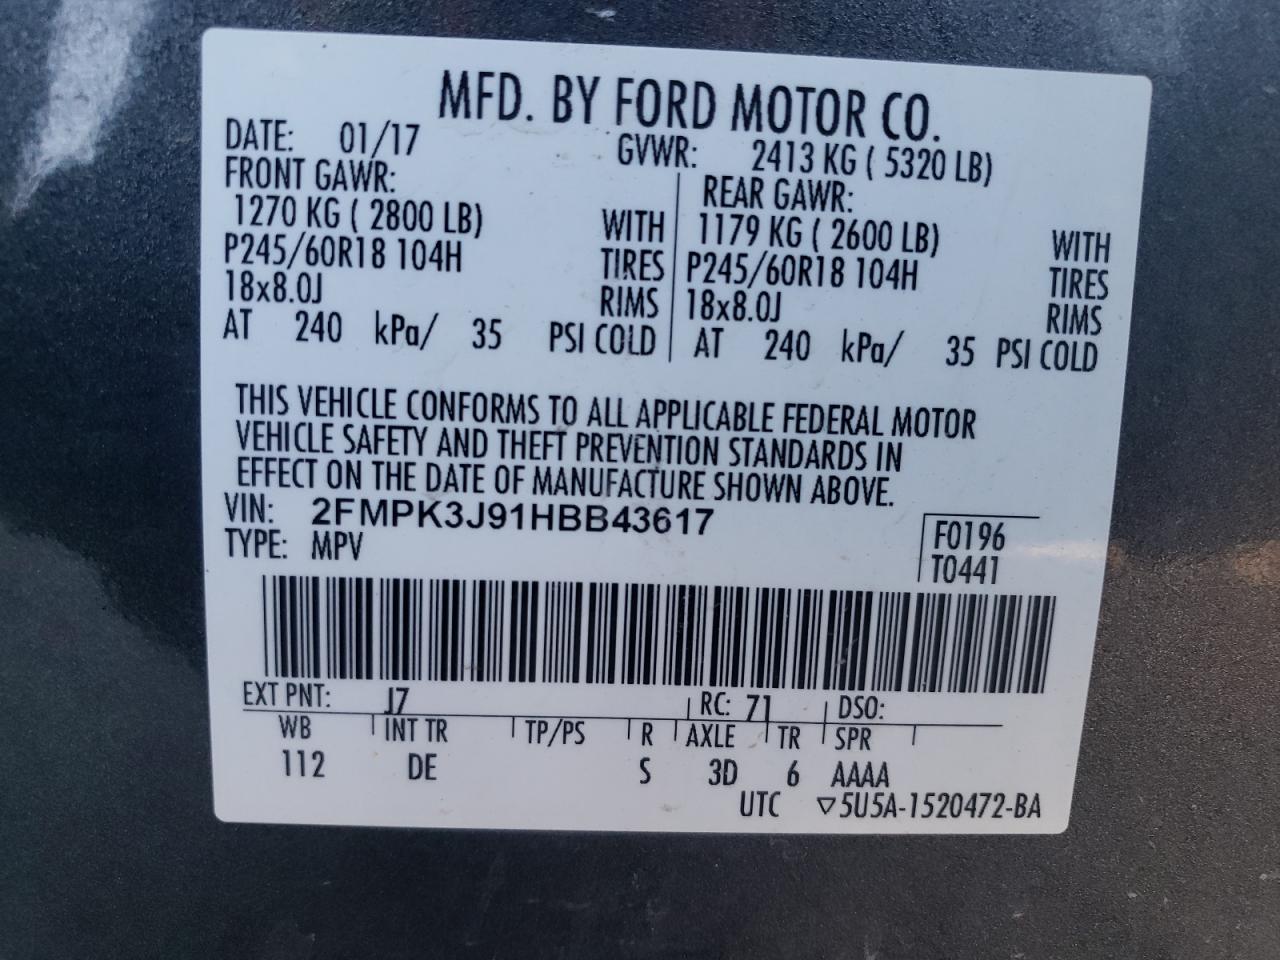 MFD. BY FORD MOTOR CO.
DATE: 01/17 GVWR: 2413 KG ( 5320 LB)
FRONT GAWR: REAR GAWR:
1270 KG ( 2800 LB) WITH 1179 KG ( 2600 LB) WITH
P245/60R18 104H TIRES P245/60R18 104H TIRES
18x8.0J RIMS 18x8.0J RIMS
AT 240 kPa/ 35 PSI COLD AT 240 kPa/ 35 PSI COLD
THIS VEHICLE CONFORMS TO ALL APPLICABLE FEDERAL MOTOR
VEHICLE SAFETY AND THEFT PREVENTION STANDARDS IN
EFFECT ON THE DATE OF MANUFACTURE SHOWN ABOVE.
VIN: 2FMPK3J91HBB43617 F0196
TYPE: MPV T0441
EXT PNT: J7 RC: 71 DSO:
WB INT TR TP/PS R AXLE TR SPR
112 DE S 3D 6 AAAA
UTC ▽5U5A-1520472-BA